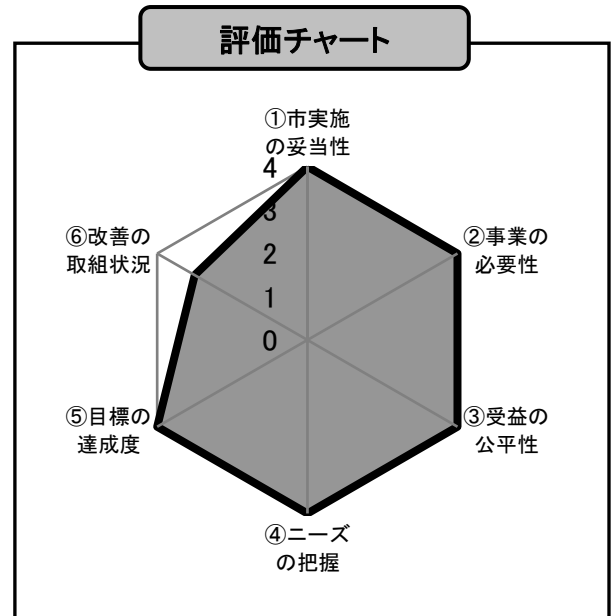 評価チャート
①市実施
の妥当性
4
3
2
1
0
②事業の
必要性
③受益の
公平性
④ニーズ
の把握
⑤目標の
達成度
⑥改善の
取組状況